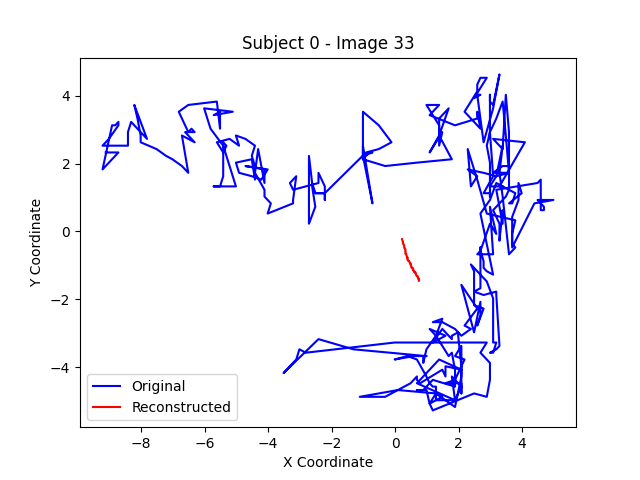 Subject 0 - Image 33
Y Coordinate
4
2
0
−2
−4
Original
Reconstructed
−8 −6 −4 −2 0 2 4
X Coordinate